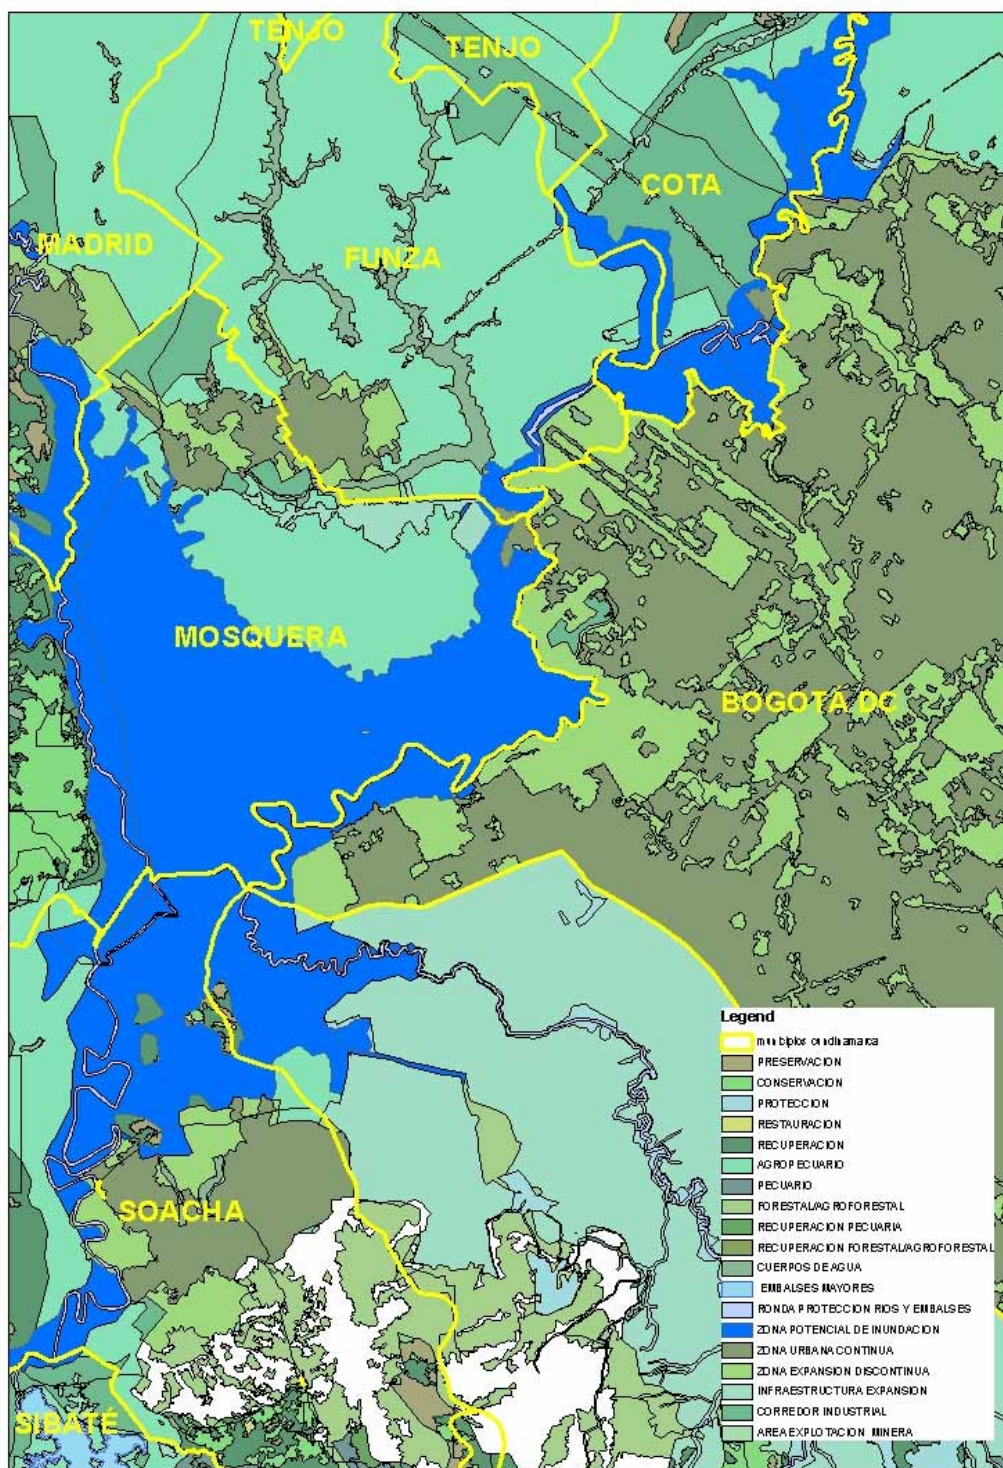 TENJO
TENJO
COTA
MADRID
FUNZA
MOSQUERA
BOGOTA DC
SOACHA
SIBATÉ
Legend
municipios cundinamarca
PRESERVACION
CONSERVACION
PROTECCION
RESTAURACION
RECUPERACION
AGROPECUARIO
PECUARIO
FORESTAL/AGROFORESTAL
RECUPERACION PECUARIA
RECUPERACION FORESTAL/AGROFORESTAL
CUERPOS DE AGUA
EMBALSES MAYORES
RONDA PROTECCION RIOS Y EMBALSES
ZONA POTENCIAL DE INUNDACION
ZONA URBANA CONTINUA
ZONA EXPANSION DISCONTINUA
INFRAESTRUCTURA EXPANSION
CORREDOR INDUSTRIAL
AREA EXPLOTACION MINERA